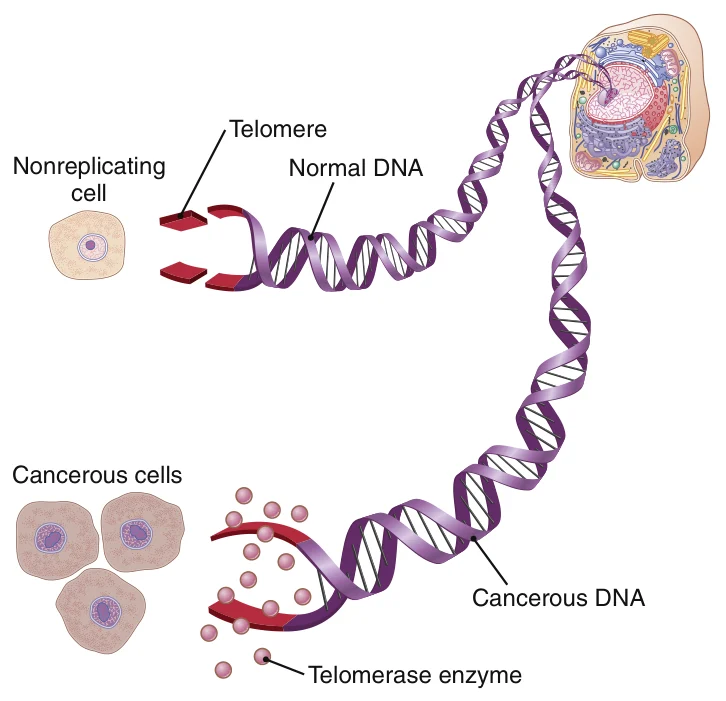 Telomere
Nonreplicating
cell
Normal DNA
Cancerous cells
Cancerous DNA
Telomerase enzyme